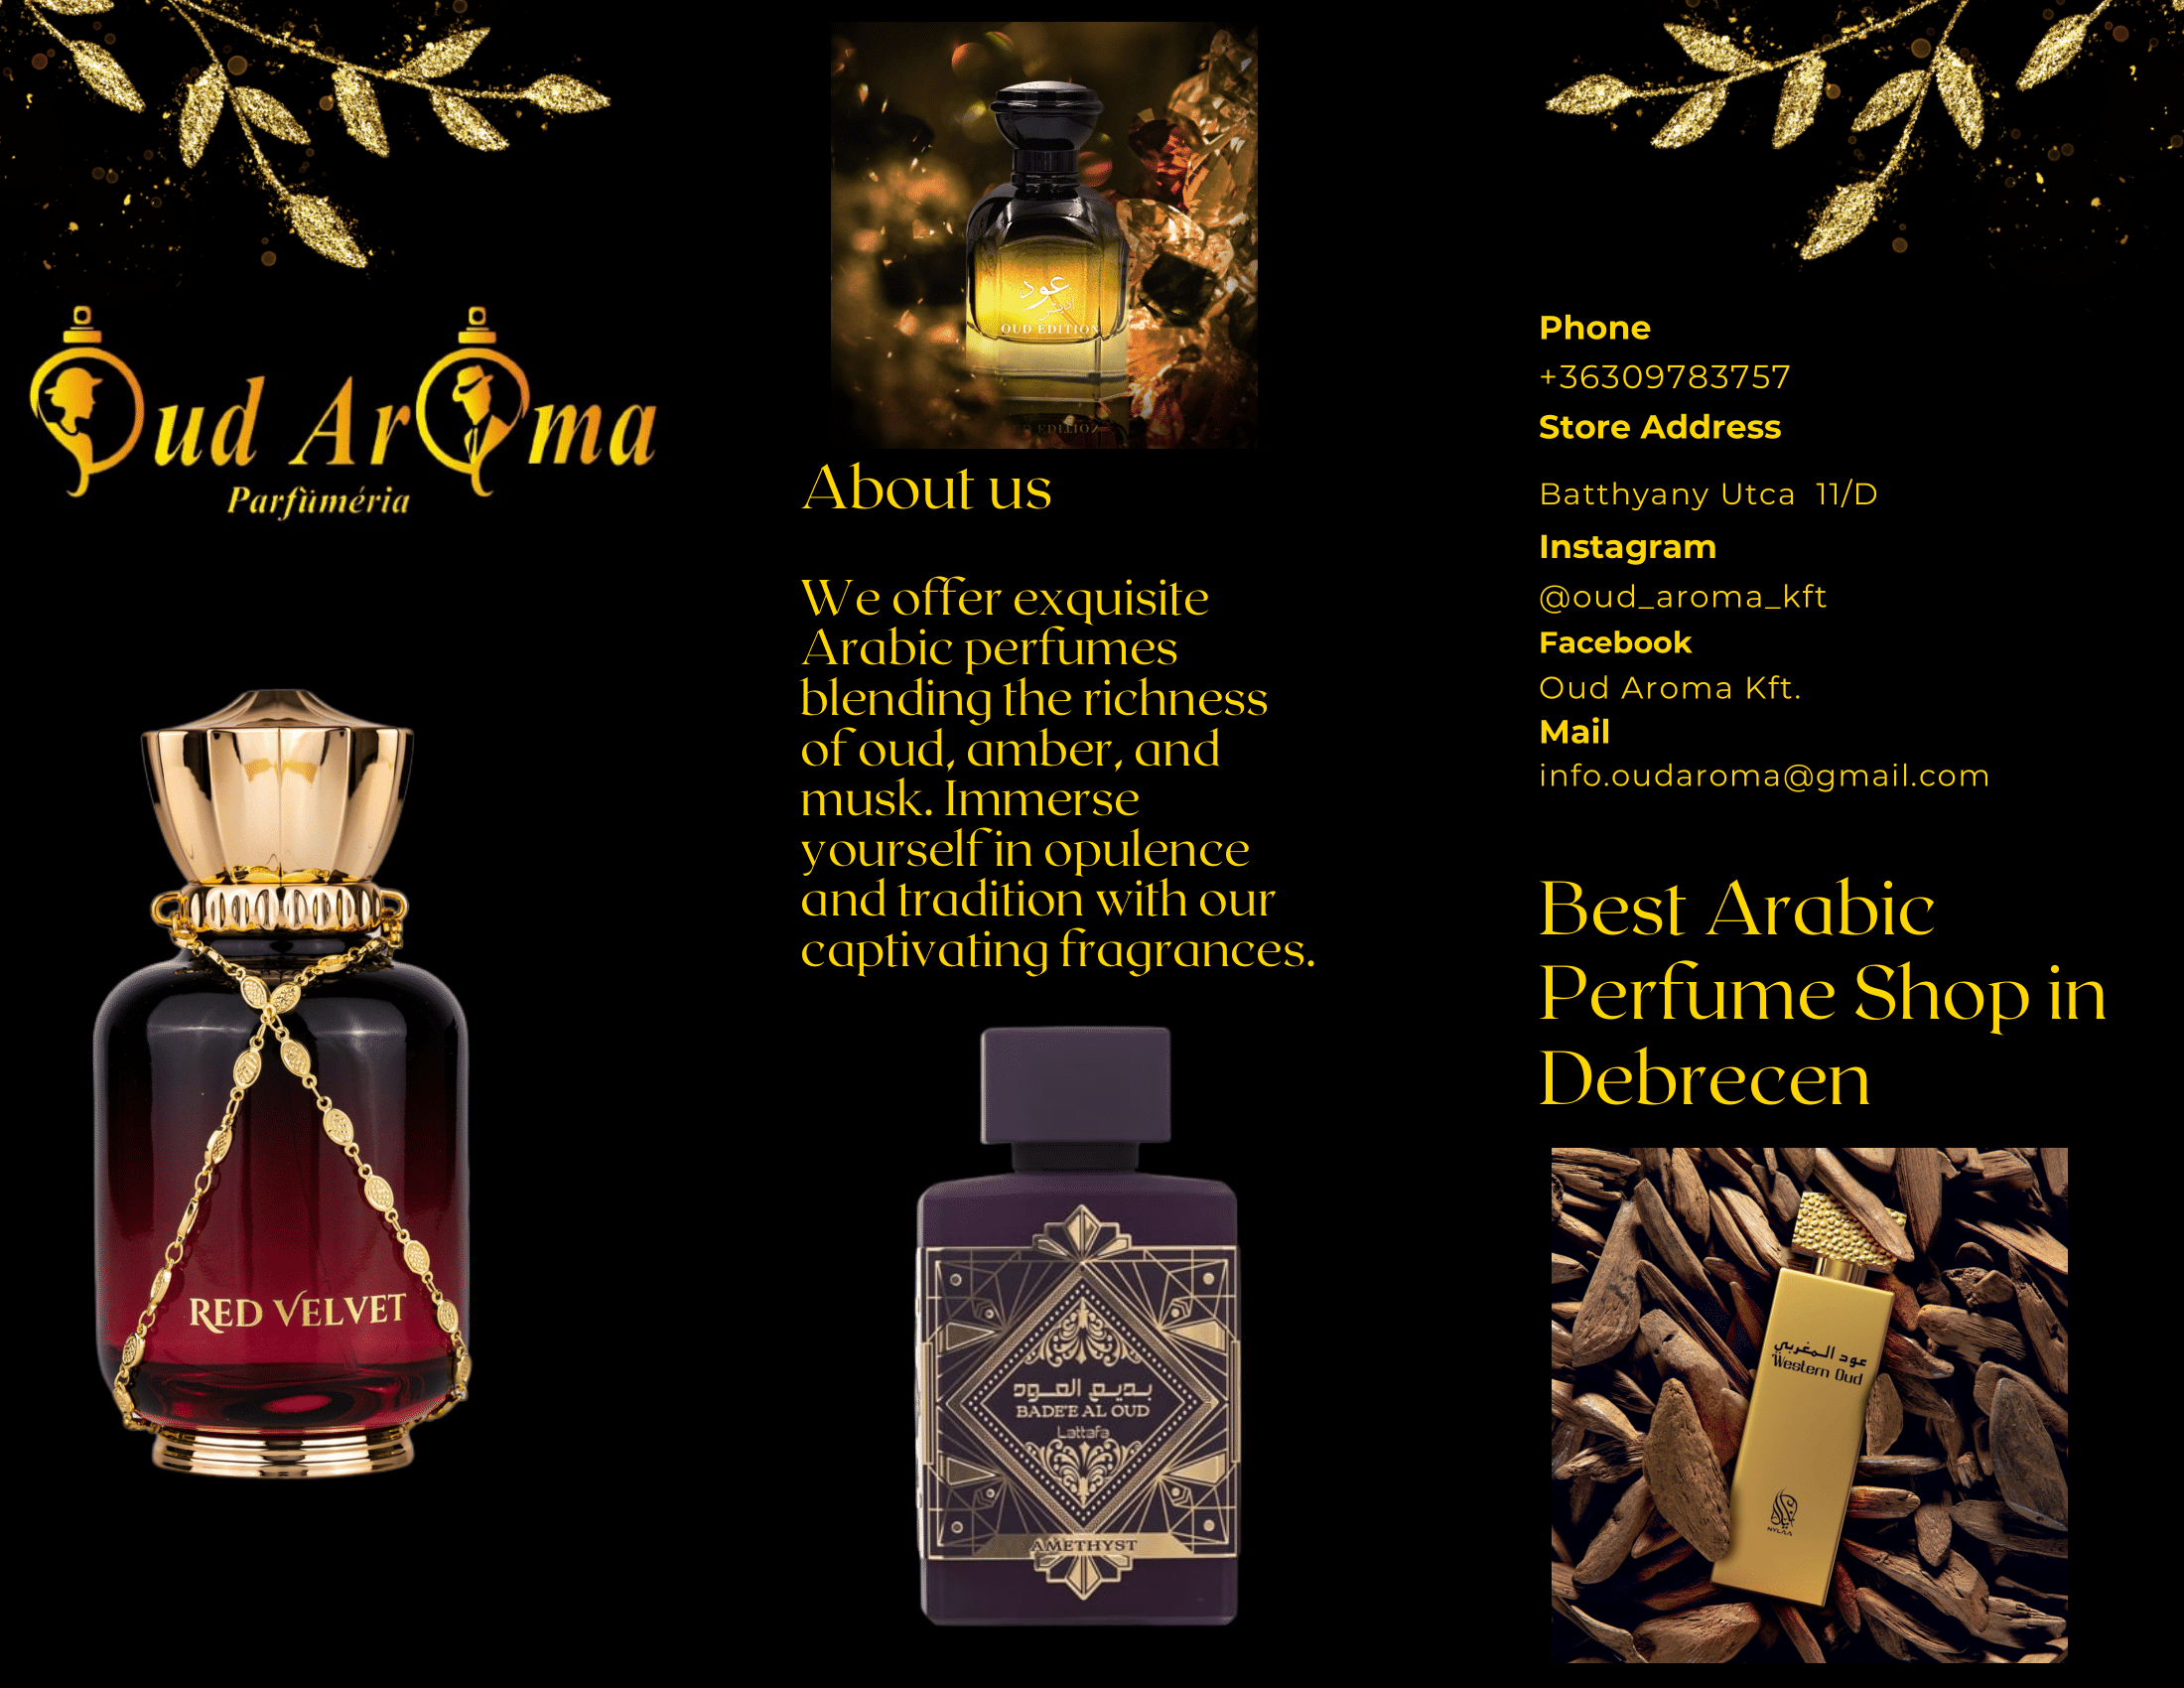 Oud ArOma
Parfüméria
RED VELVET
عود
اديشن
OUD EDITION
About us
We offer exquisite
Arabic perfumes
blending the richness
of oud, amber, and
musk. Immerse
yourself in opulence
and tradition with our
captivating fragrances.
بديع العود
BADE'E AL OUD
Lattafa
AMETHYST
Phone
+36309783757
Store Address
Batthyany Utca 11/D
Instagram
@oud_aroma_kft
Facebook
Oud Aroma Kft.
Mail
info.oudaroma@gmail.com
Best Arabic
Perfume Shop in
Debrecen
عود المغربي
Western Oud
NYLAA